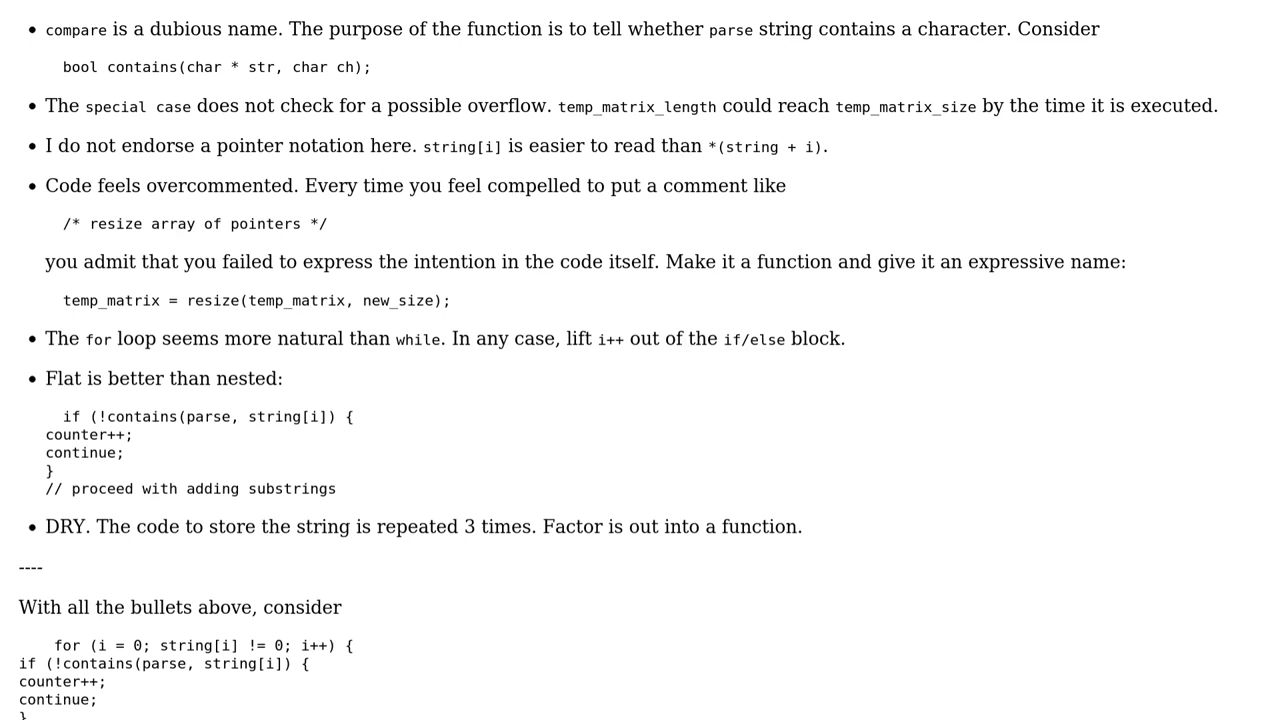 • compare is a dubious name. The purpose of the function is to tell whether parse string contains a character. Consider
bool contains(char * str, char ch);
• The special case does not check for a possible overflow. temp_matrix_length could reach temp_matrix_size by the time it is executed.
• I do not endorse a pointer notation here. string[i] is easier to read than *(string + i).
• Code feels overcommented. Every time you feel compelled to put a comment like
/* resize array of pointers */
you admit that you failed to express the intention in the code itself. Make it a function and give it an expressive name:
temp_matrix = resize(temp_matrix, new_size);
• The for loop seems more natural than while. In any case, lift i++ out of the if/else block.
• Flat is better than nested:
if (!contains(parse, string[i]) {
counter++;
continue;
}
// proceed with adding substrings
• DRY. The code to store the string is repeated 3 times. Factor is out into a function.
----
With all the bullets above, consider
for (i = 0; string[i] != 0; i++) {
if (!contains(parse, string[i]) {
counter++;
continue;
}